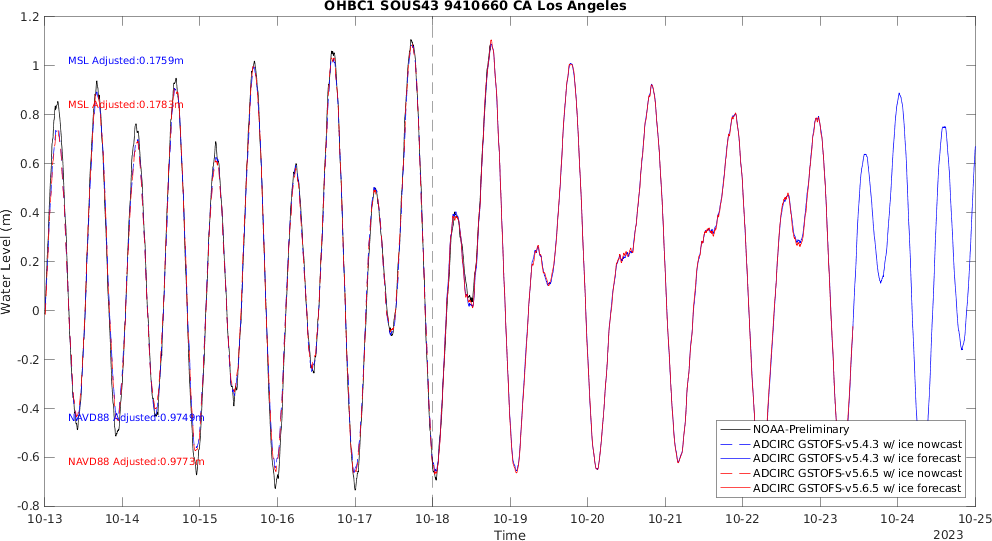 OHBC1 SOUS43 9410660 CA Los Angeles
1.2
1
0.8
0.6
0.4
0.2
0
-0.2
-0.4
-0.6
-0.8
Water Level (m)
MSL Adjusted:0.1759m
MSL Adjusted:0.1783m
NAVD88 Adjusted:0.9749m
NAVD88 Adjusted:0.9773m
NOAA-Preliminary
ADCIRC GSTOFS-v5.4.3 w/ ice nowcast
ADCIRC GSTOFS-v5.4.3 w/ ice forecast
ADCIRC GSTOFS-v5.6.5 w/ ice nowcast
ADCIRC GSTOFS-v5.6.5 w/ ice forecast
10-13 10-14 10-15 10-16 10-17 10-18 10-19 10-20 10-21 10-22 10-23 10-24 10-25
Time
2023